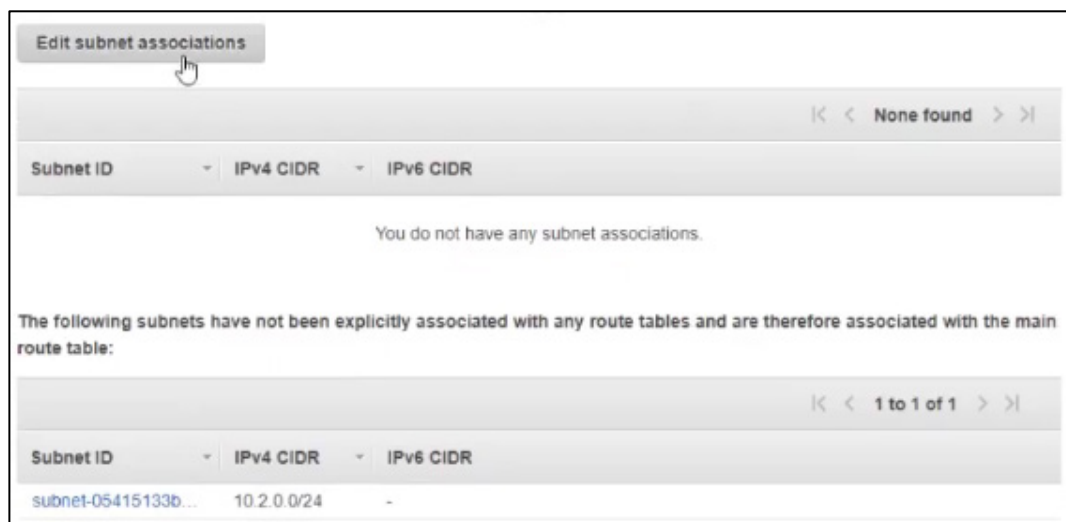 Edit subnet associations
None found
Subnet ID IPv4 CIDR IPv6 CIDR
You do not have any subnet associations.
The following subnets have not been explicitly associated with any route tables and are therefore associated with the main
route table:
1 to 1 of 1
Subnet ID IPv4 CIDR IPv6 CIDR
subnet-05415133b... 10.2.0.0/24 -